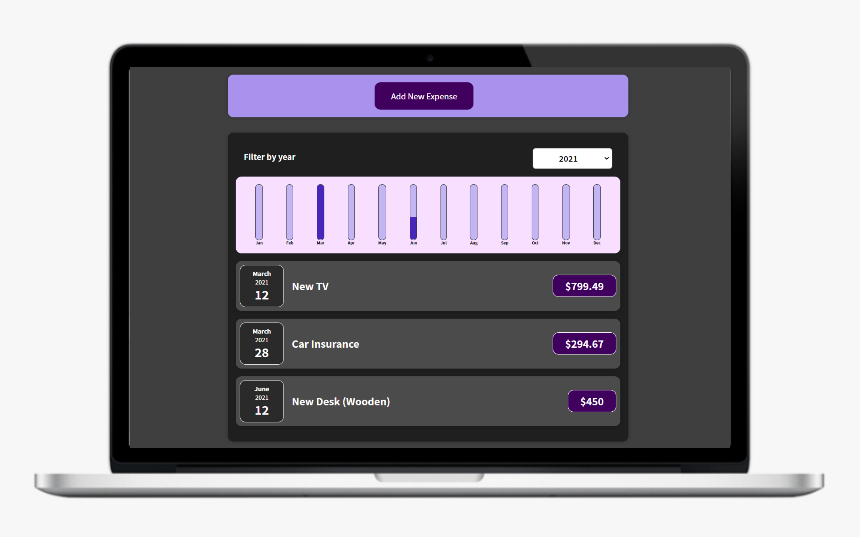 Add New Expense
Filter by year
2021
Jan Feb Mar Apr May Jun Jul Aug Sep Oct Nov Dec
March
2021
12
New TV
$799.49
March
2021
28
Car Insurance
$294.67
June
2021
12
New Desk (Wooden)
$450